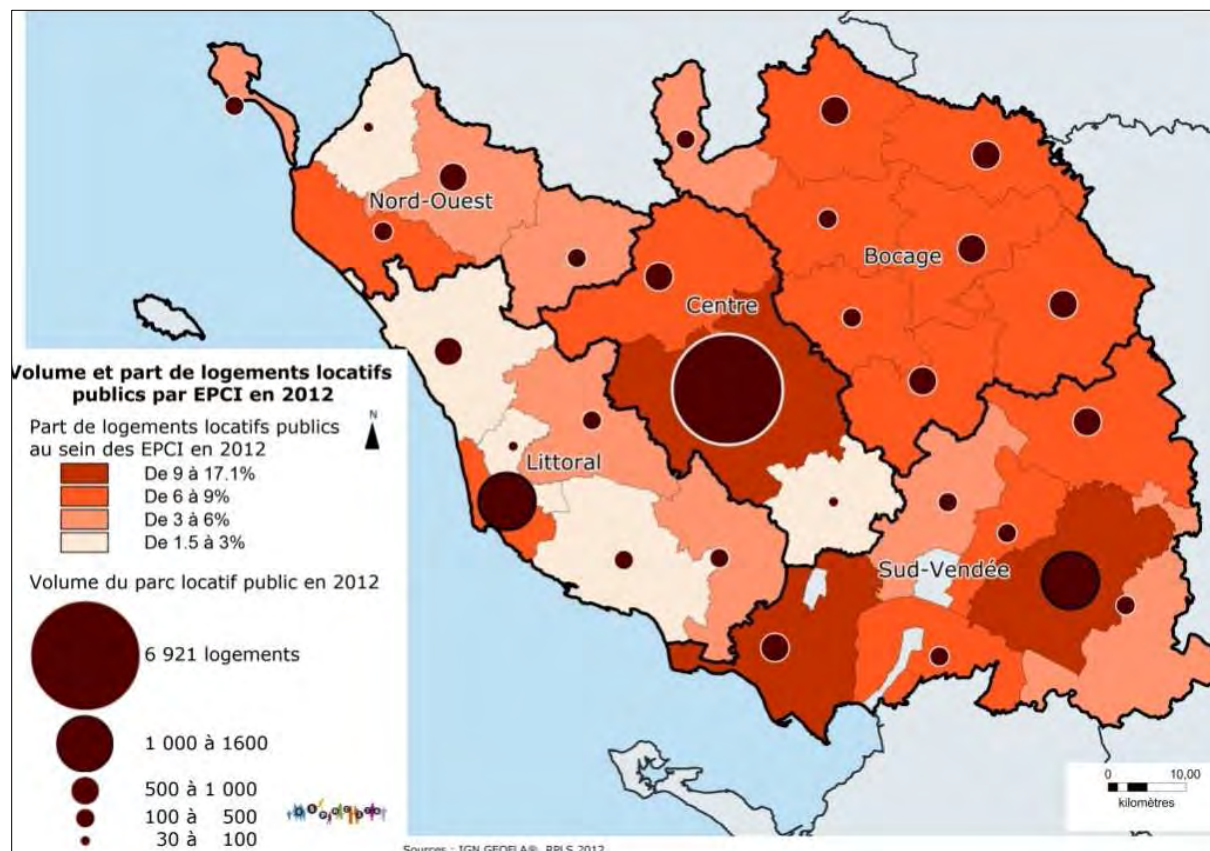 Nord-Ouest
Bocage
Centre
Littoral
Sud-Vendée
Volume et part de logements locatifs
publics par EPCI en 2012
N
Part de logements locatifs publics
au sein des EPCI en 2012
De 9 à 17.1%
De 6 à 9%
De 3 à 6%
De 1.5 à 3%
Volume du parc locatif public en 2012
6 921 logements
1 000 à 1600
500 à 1 000
100 à 500
30 à 100
0 10,00
kilomètres
Sources : IGN GEOFLA®, RPLS 2012